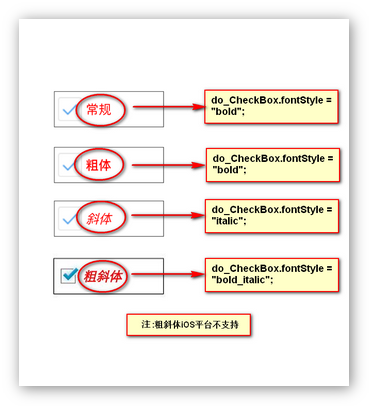 常规
do_CheckBox.fontStyle =
"bold";
粗体
do_CheckBox.fontStyle =
"bold";
斜体
do_CheckBox.fontStyle =
"italic";
粗斜体
do_CheckBox.fontStyle =
"bold_italic";
注:粗斜体iOS平台不支持